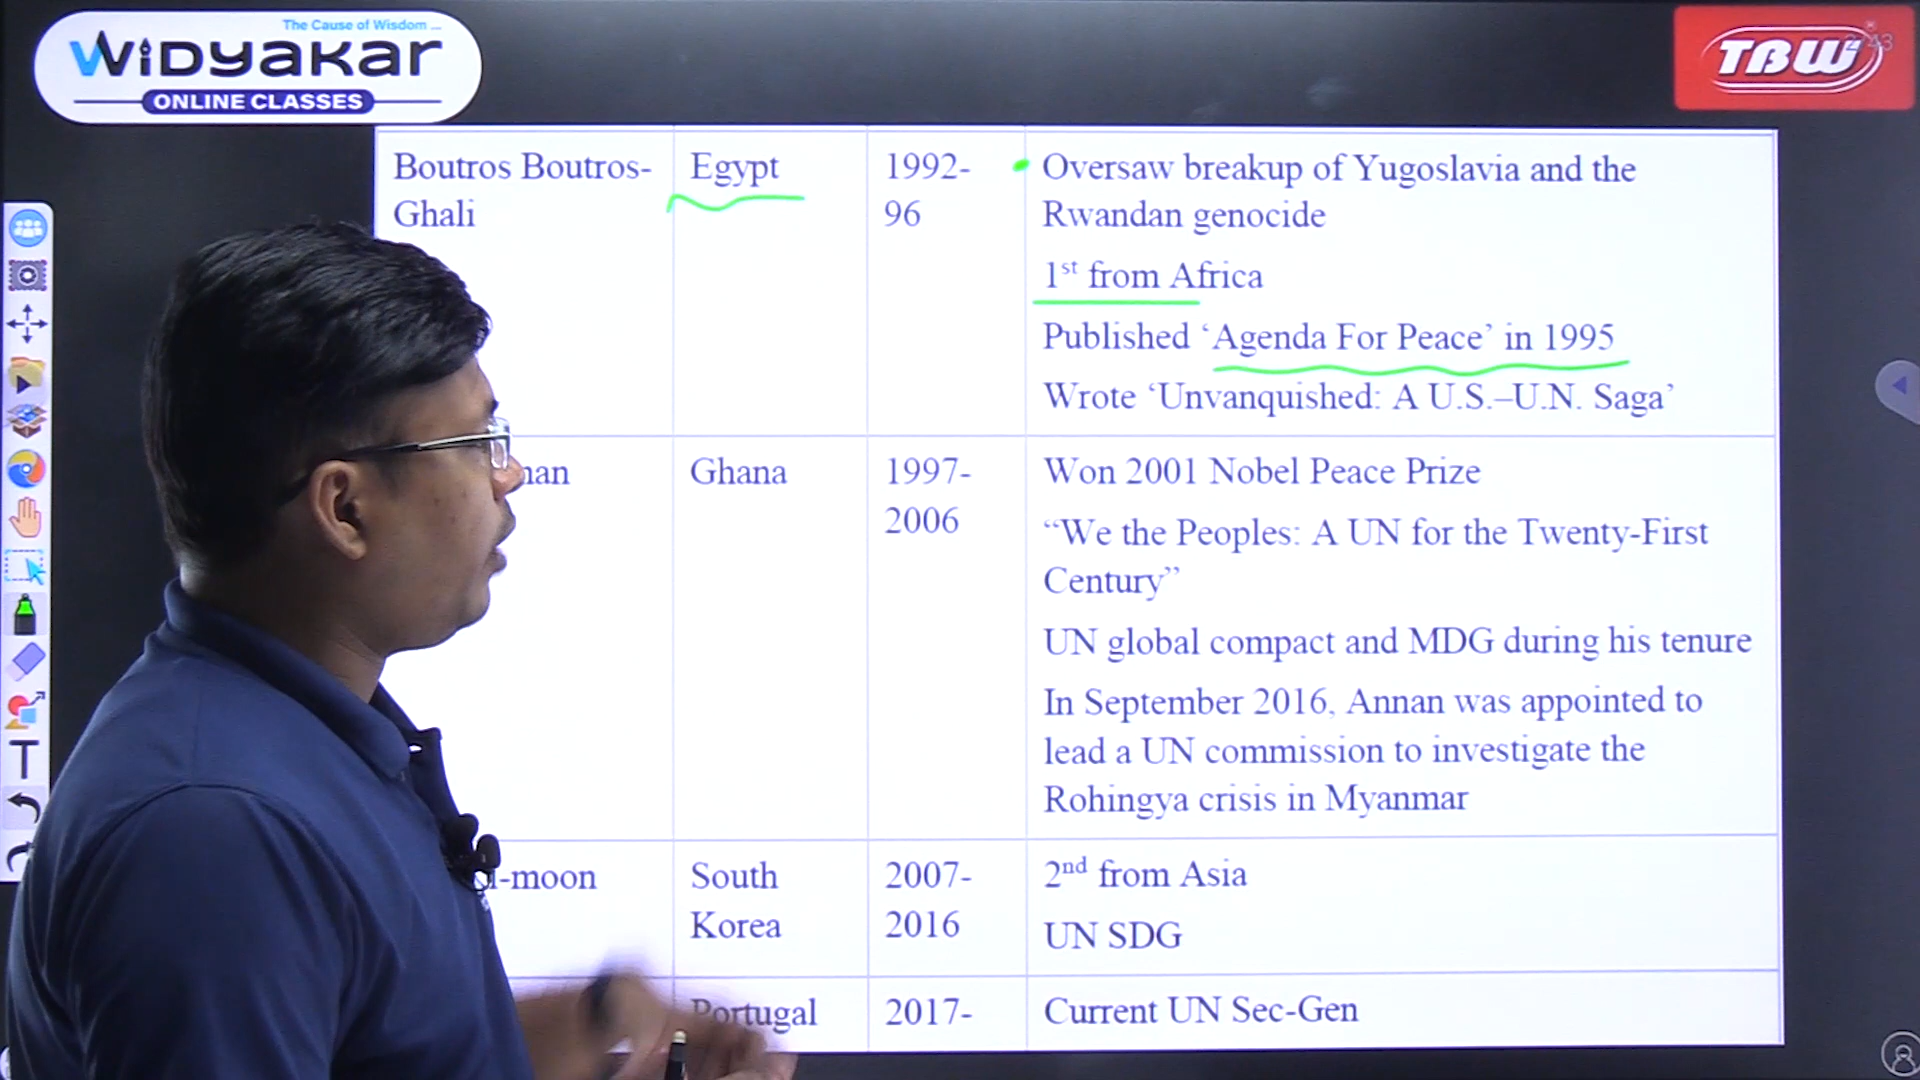 The Cause of Wisdom ...
WiDyakar
ONLINE CLASSES
TBW
Boutros Boutros-
Ghali
Egypt
1992-
96
Oversaw breakup of Yugoslavia and the
Rwandan genocide
1st from Africa
Published ‘Agenda For Peace’ in 1995
Wrote ‘Unvanquished: A U.S.–U.N. Saga’
Ghana
1997-
2006
Won 2001 Nobel Peace Prize
“We the Peoples: A UN for the Twenty-First
Century”
UN global compact and MDG during his tenure
In September 2016, Annan was appointed to
lead a UN commission to investigate the
Rohingya crisis in Myanmar
-moon
South
Korea
2007-
2016
2nd from Asia
UN SDG
Portugal
2017-
Current UN Sec-Gen
T